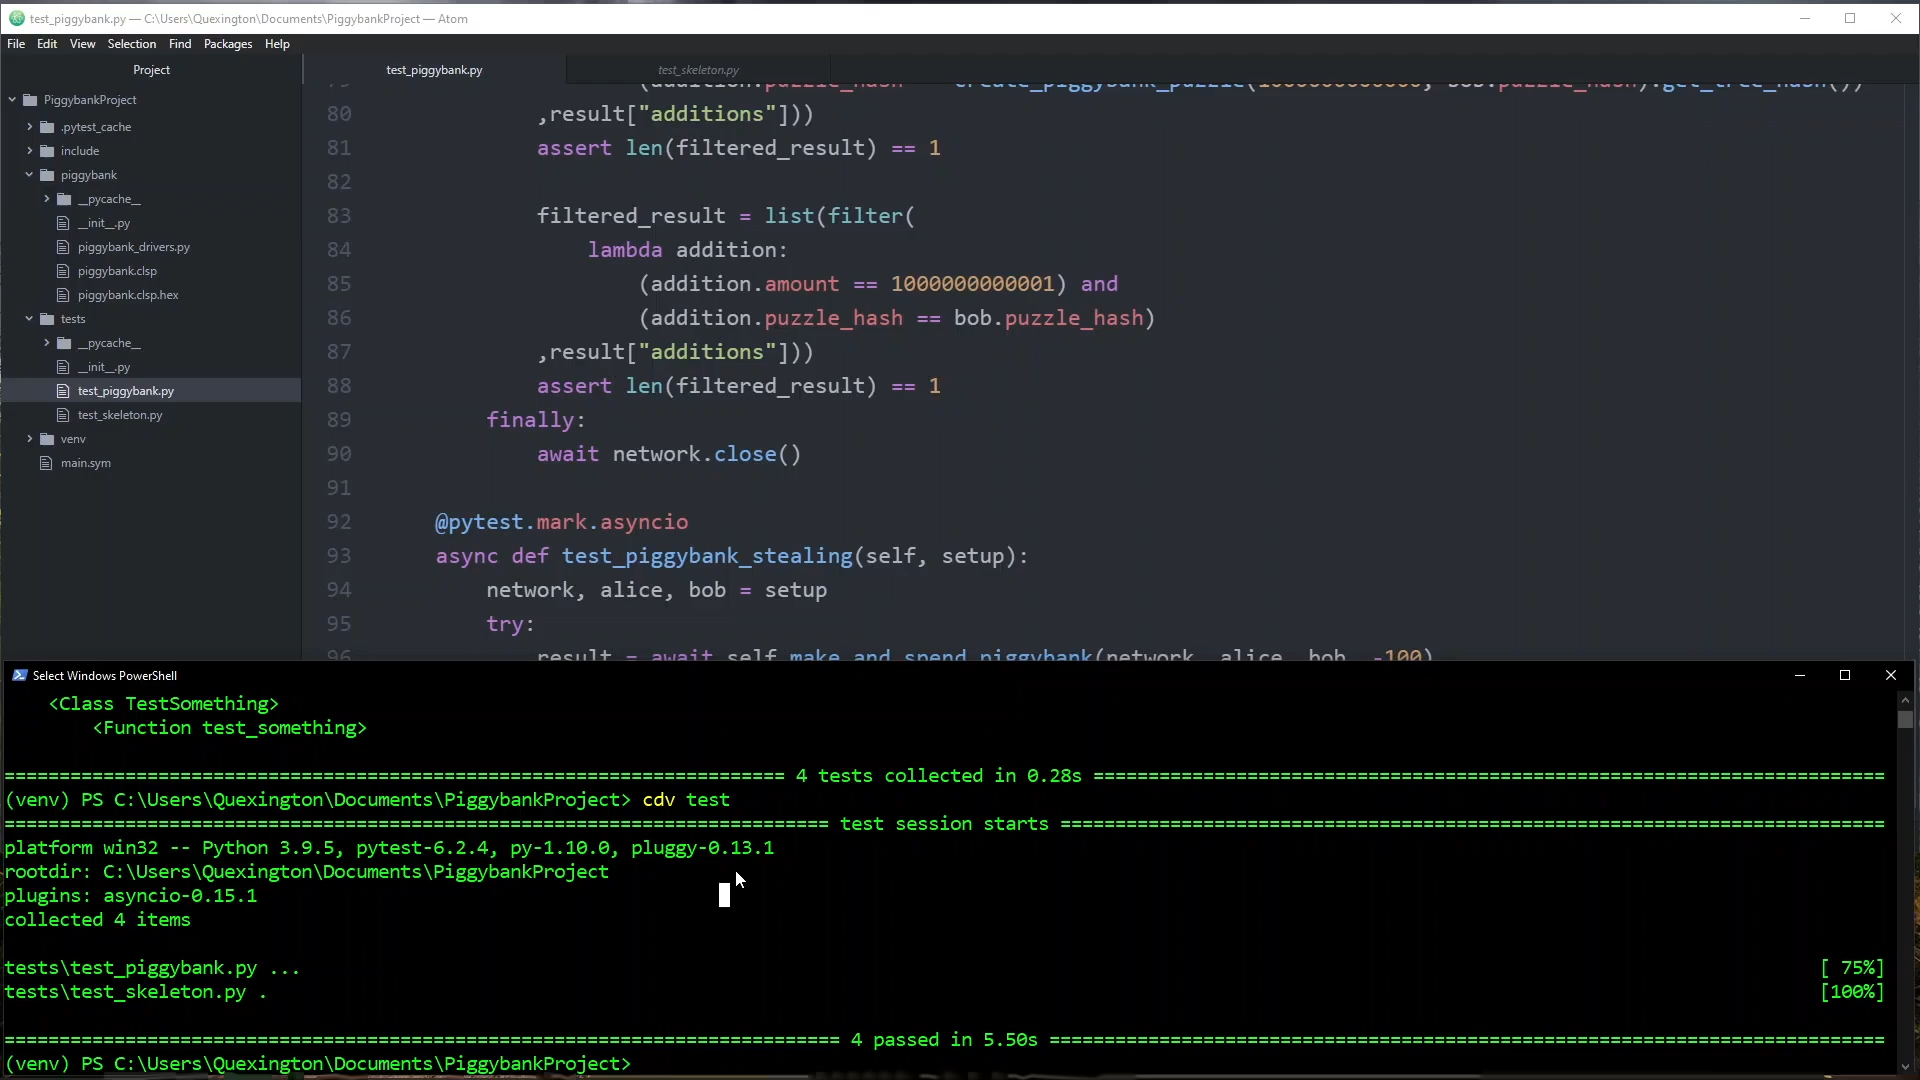 test_piggybank.py — C:\Users\Quexington\Documents\PiggybankProject — Atom
File Edit View Selection Find Packages Help
Project
test_piggybank.py
test_skeleton.py
PiggybankProject
.pytest_cache
include
piggybank
__pycache__
__init__.py
piggybank_drivers.py
piggybank.clsp
piggybank.clsp.hex
tests
__pycache__
__init__.py
test_piggybank.py
test_skeleton.py
venv
main.sym
80 ,result["additions"]))
81 assert len(filtered_result) == 1
82
83 filtered_result = list(filter(
84 lambda addition:
85 (addition.amount == 1000000000001) and
86 (addition.puzzle_hash == bob.puzzle_hash)
87 ,result["additions"]))
88 assert len(filtered_result) == 1
89 finally:
90 await network.close()
91
92 @pytest.mark.asyncio
93 async def test_piggybank_stealing(self, setup):
94 network, alice, bob = setup
95 try:
96 result = await self.make_and_spend_piggybank(network, alice, bob, -100)
Select Windows PowerShell
<Class TestSomething>
<Function test_something>
======================================================================= 4 tests collected in 0.28s ========================================================================
(venv) PS C:\Users\Quexington\Documents\PiggybankProject> cdv test
=========================================================================== test session starts ===========================================================================
platform win32 -- Python 3.9.5, pytest-6.2.4, py-1.10.0, pluggy-0.13.1
rootdir: C:\Users\Quexington\Documents\PiggybankProject
plugins: asyncio-0.15.1
collected 4 items
tests\test_piggybank.py ... [ 75%]
tests\test_skeleton.py . [100%]
============================================================================ 4 passed in 5.50s ============================================================================
(venv) PS C:\Users\Quexington\Documents\PiggybankProject>